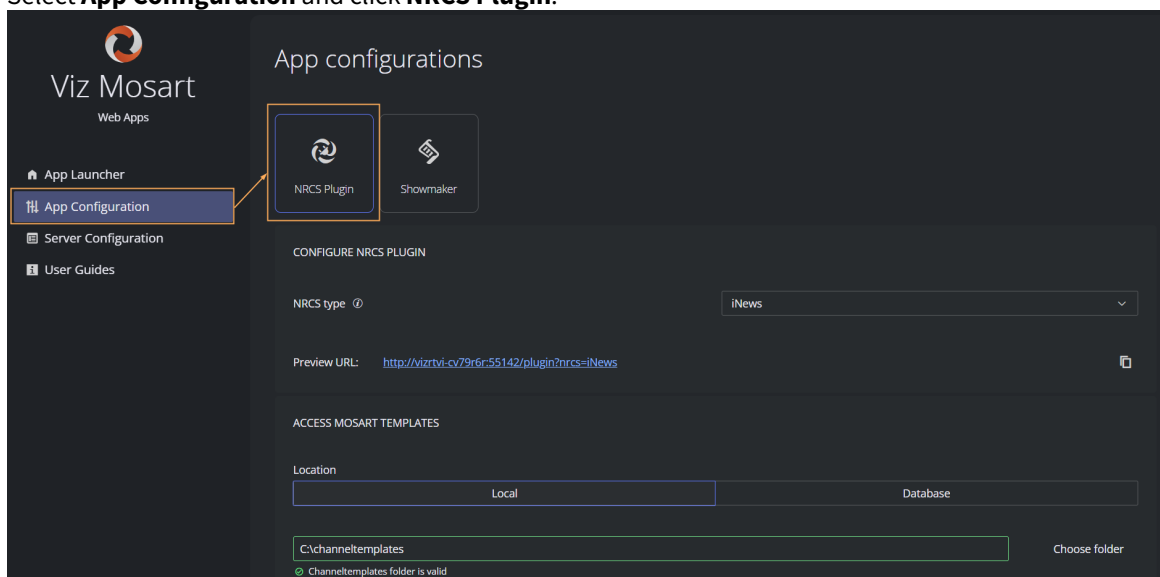 Select App Configuration and click NRCS Plugin.
Viz Mosart
Web Apps
App Launcher
App Configuration
Server Configuration
User Guides
App configurations
NRCS Plugin
Showmaker
CONFIGURE NRCS PLUGIN
NRCS type
iNews
Preview URL: http://vizrtvi-cv79r6r:55142/plugin?nrcs=iNews
ACCESS MOSART TEMPLATES
Location
Local
Database
C:\channeltemplates
Choose folder
Channeltemplates folder is valid